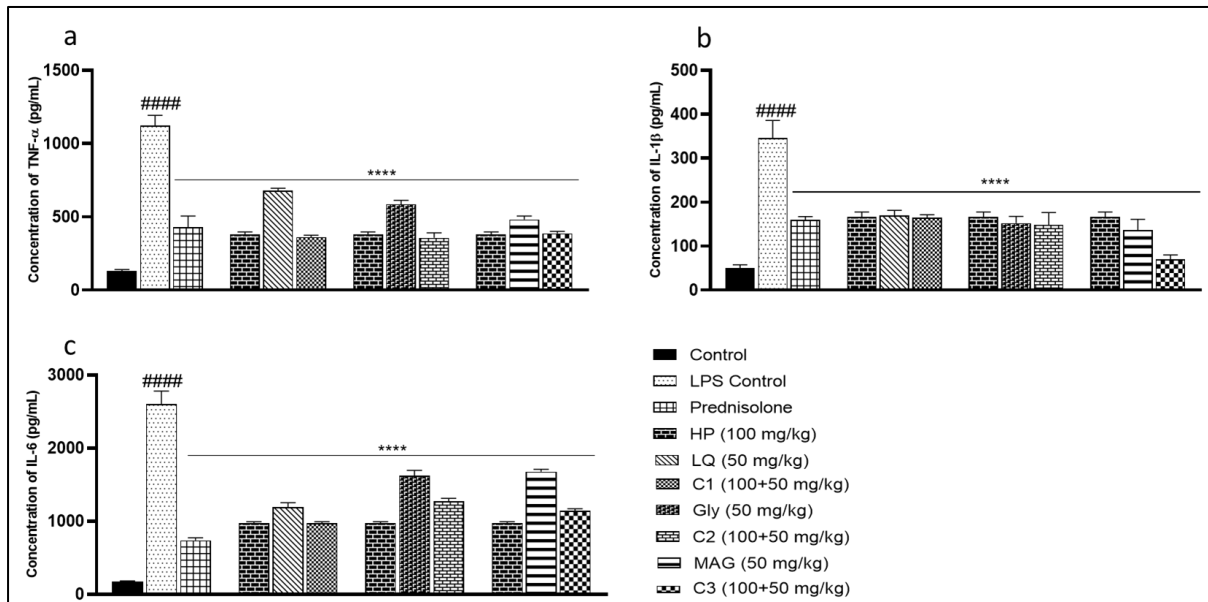 a
Concentration of TNF-α (pg/mL)
1500
1000
500
0
####
****
b
Concentration of IL-1β (pg/mL)
500
400
300
200
100
0
####
****
c
Concentration of IL-6 (pg/mL)
3000
2000
1000
0
####
****
Control
LPS Control
Prednisolone
HP (100 mg/kg)
LQ (50 mg/kg)
C1 (100+50 mg/kg)
Gly (50 mg/kg)
C2 (100+50 mg/kg)
MAG (50 mg/kg)
C3 (100+50 mg/kg)